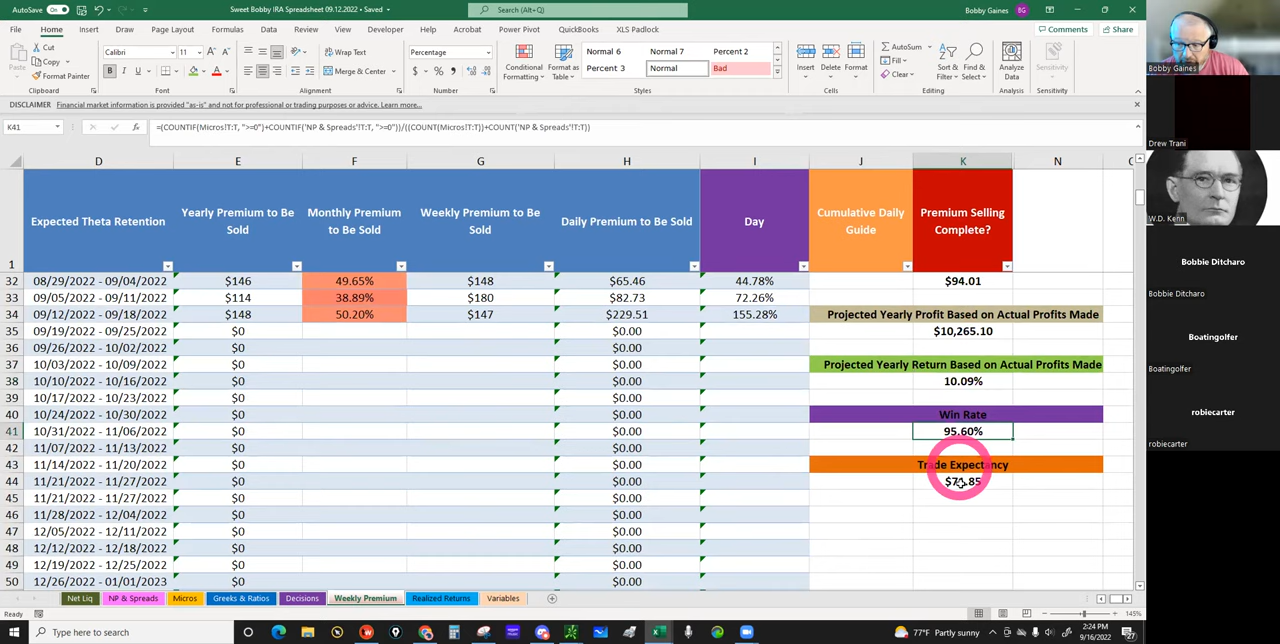 AutoSave On
Sweet Bobby IRA Spreadsheet 09.12.2022 • Saved
Search (Alt+Q)
Bobby Gaines BG
File Home Insert Draw Page Layout Formulas Data Review View Developer Help Acrobat Power Pivot QuickBooks XLS Padlock
Comments Share
Paste
Cut
Copy
Format Painter
Calibri 11
B I U
Wrap Text
Merge & Center
Percentage
$ % 9
Conditional Formatting
Format as Table
Normal 6 Normal 7 Percent 2
Percent 3 Normal Bad
Insert Delete Format
AutoSum
Fill
Clear
Sort & Filter
Find & Select
Analyze Data
Sensitivity
Clipboard Font Alignment Number Styles Cells Editing Analysis Sensitivity
DISCLAIMER Financial market information is provided "as-is" and not for professional or trading purposes or advice. Learn more...
K41 fx =(COUNTIF(Micros!T:T, ">=0")+COUNTIF('NP & Spreads'!T:T, ">=0"))/((COUNT(Micros!T:T))+COUNT('NP & Spreads'!T:T))
D E F G H I J K N
1 Expected Theta Retention Yearly Premium to Be Sold Monthly Premium to Be Sold Weekly Premium to Be Sold Daily Premium to Be Sold Day Cumulative Daily Guide Premium Selling Complete?
32 08/29/2022 - 09/04/2022 $146 49.65% $148 $65.46 44.78% $94.01
33 09/05/2022 - 09/11/2022 $114 38.89% $180 $82.73 72.26%
34 09/12/2022 - 09/18/2022 $148 50.20% $147 $229.51 155.28% Projected Yearly Profit Based on Actual Profits Made
35 09/19/2022 - 09/25/2022 $0 $0.00 $10,265.10
36 09/26/2022 - 10/02/2022 $0 $0.00
37 10/03/2022 - 10/09/2022 $0 $0.00 Projected Yearly Return Based on Actual Profits Made
38 10/10/2022 - 10/16/2022 $0 $0.00 10.09%
39 10/17/2022 - 10/23/2022 $0 $0.00
40 10/24/2022 - 10/30/2022 $0 $0.00 Win Rate
41 10/31/2022 - 11/06/2022 $0 $0.00 95.60%
42 11/07/2022 - 11/13/2022 $0 $0.00
43 11/14/2022 - 11/20/2022 $0 $0.00 Trade Expectancy
44 11/21/2022 - 11/27/2022 $0 $0.00
45 11/21/2022 - 11/27/2022 $0 $0.00
46 11/28/2022 - 12/04/2022 $0 $0.00
47 12/05/2022 - 12/11/2022 $0 $0.00
48 12/12/2022 - 12/18/2022 $0 $0.00
49 12/19/2022 - 12/25/2022 $0 $0.00
50 12/26/2022 - 01/01/2023 $0 $0.00
Net Liq NP & Spreads Micros Greeks & Ratios Decisions Weekly Premium Realized Returns Variables
Ready 145%
Type here to search
77°F Partly sunny
2:24 PM
9/16/2022
Bobby Gaines
Drew Trani
W.D. Kenn
Bobbie Ditcharo
Bobbie Ditcharo
Boatingolfer
Boatingolfer
robiecarter
robiecarter